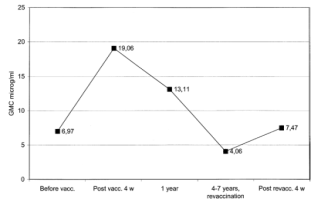 25
20
15
10
5
0
GMC microg/ml
6,97
19,06
13,11
4,06
7,47
Before vacc.
Post vacc. 4 w
1 year
4-7 years,
revaccination
Post revacc. 4 w